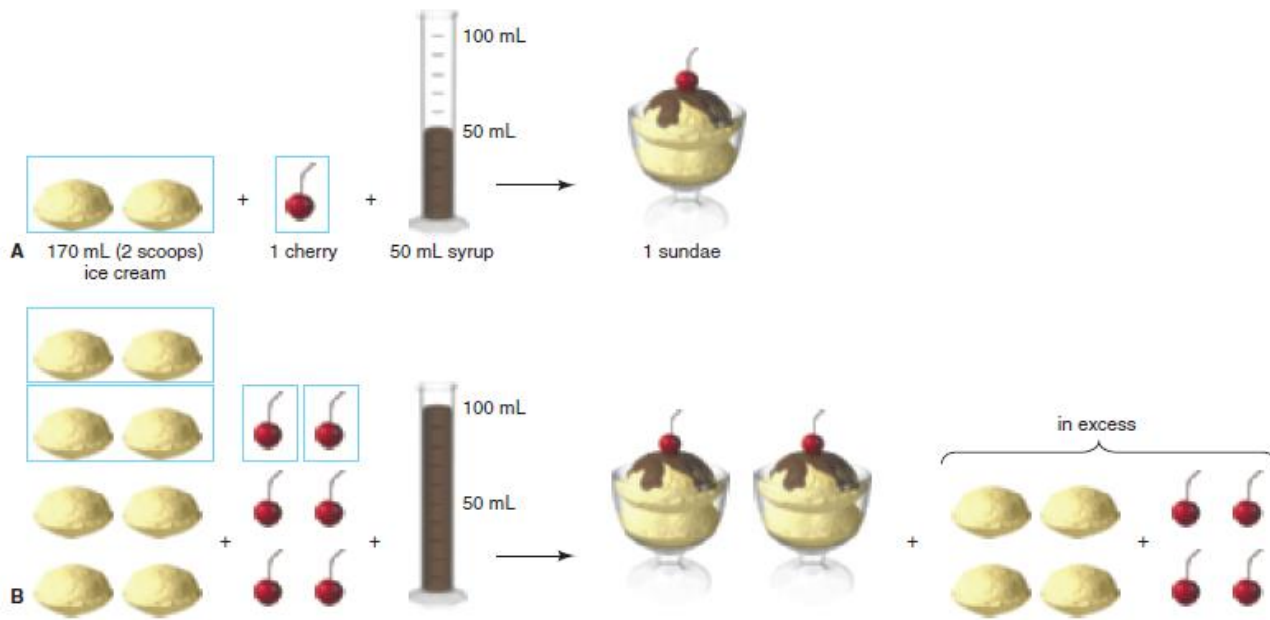 100 mL
50 mL
+
+
A 170 mL (2 scoops)
ice cream
1 cherry
50 mL syrup
1 sundae
100 mL
in excess
50 mL
+
+
+
+
B